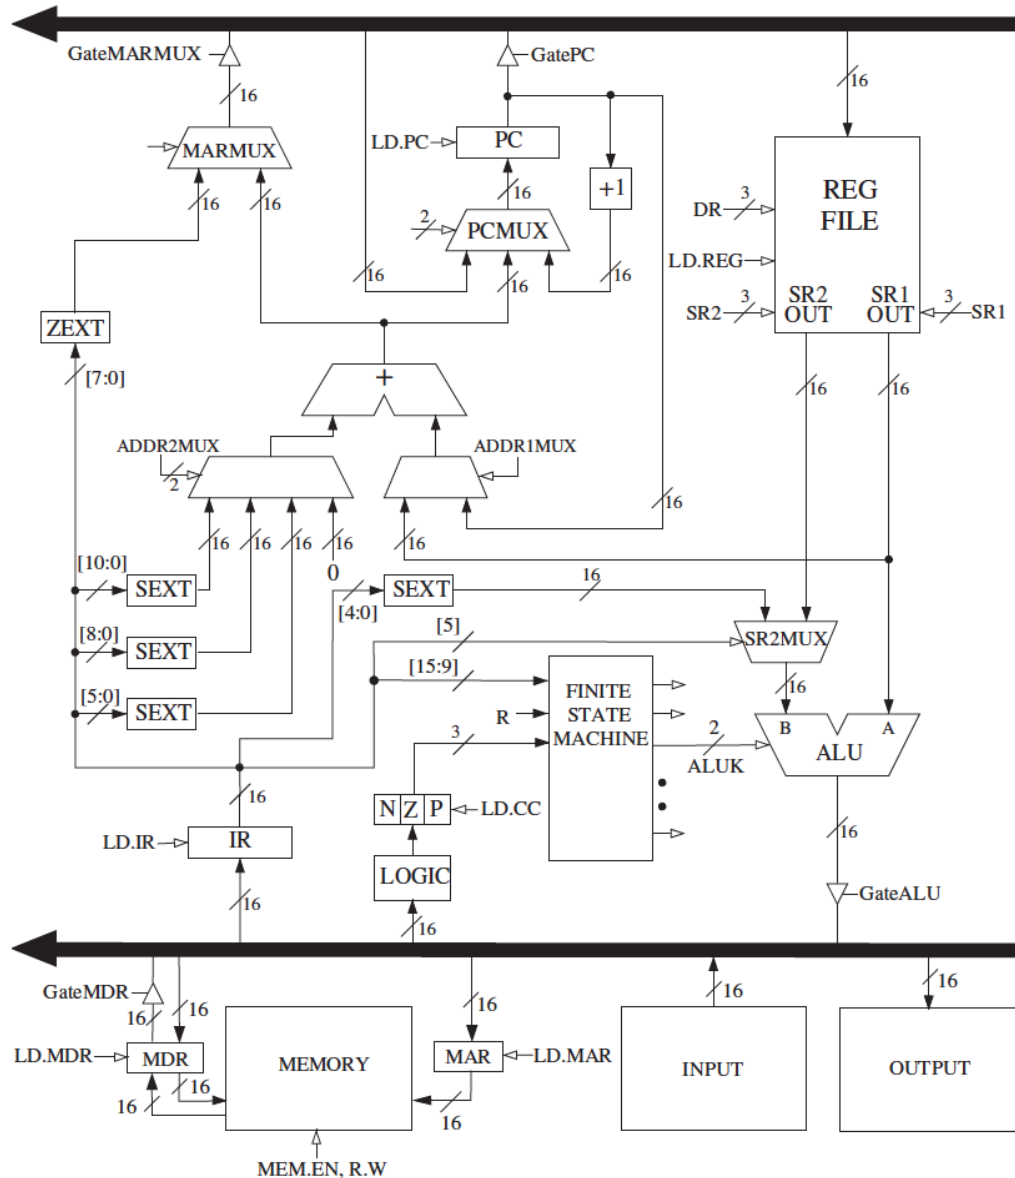 GateMARMUX
GatePC
16
16
MARMUX
LD.PC
PC
16
16
16
+1
2
PCMUX
16
16
16
REG
FILE
DR
3
LD.REG
SR2
3
SR2
OUT
SR1
OUT
3
SR1
ZEXT
[7:0]
+
16
16
ADDR2MUX
2
ADDR1MUX
16
16
16
16
16
16
0
[10:0]
SEXT
[4:0]
SEXT
16
[8:0]
SEXT
[5]
SR2MUX
[15:9]
16
[5:0]
SEXT
FINITE
STATE
MACHINE
R
3
2
ALUK
B
A
ALU
16
N Z P
LD.CC
LD.IR
IR
16
LOGIC
16
GateALU
16
16
GateMDR
16
16
16
16
16
LD.MDR
MDR
MEMORY
MAR
LD.MAR
INPUT
OUTPUT
16
16
16
MEM.EN, R.W